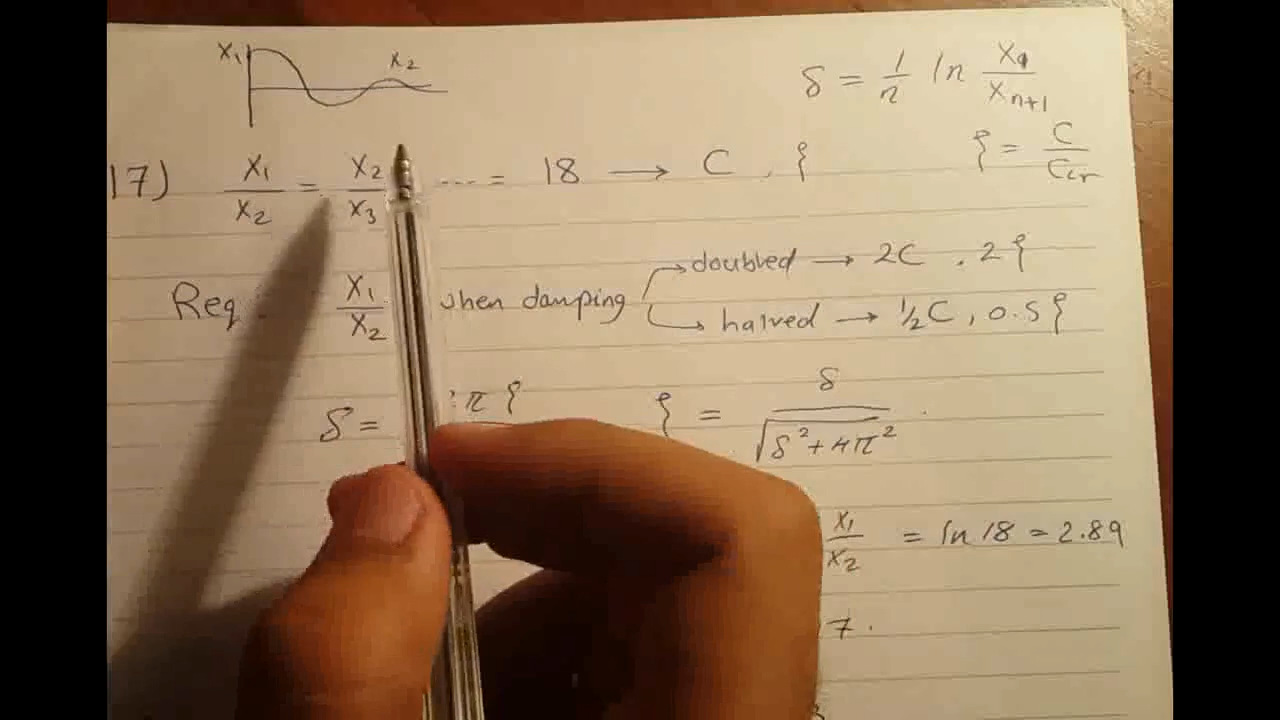 X₁ X₂ δ = 1/n ln X₁/Xₙ₊₁
ξ = C/Ccr
17) X₁/X₂ = X₂/X₃ ---- = 18 → C , ξ
doubled → 2C , 2ξ
Req X₁/X₂ when damping
halved → ½C, 0.5ξ
δ = π ξ ξ = δ/√δ²+4π²
X₁/X₂ = ln 18 = 2.89
7.